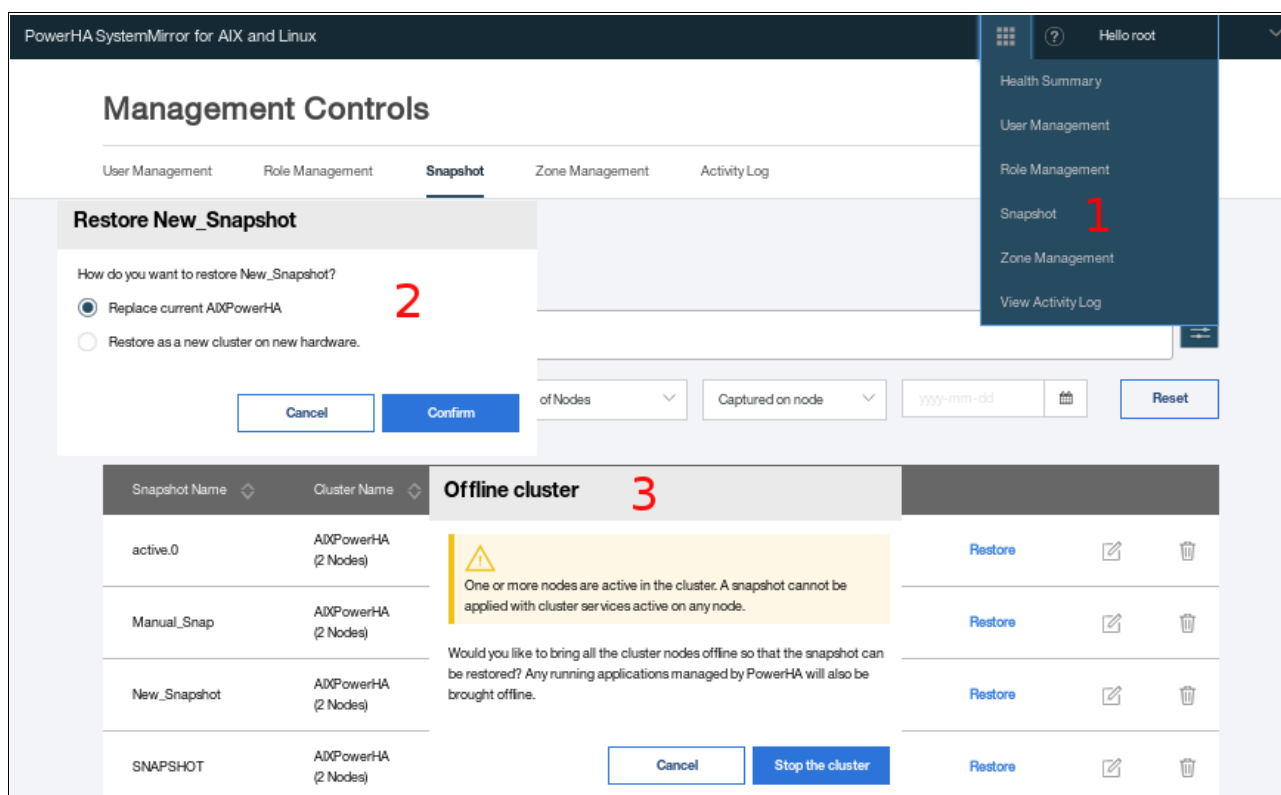 PowerHA SystemMirror for AIX and Linux
?
Hello root
Health Summary
User Management
Role Management
Snapshot
1
Zone Management
View Activity Log
Management Controls
User Management
Role Management
Snapshot
Zone Management
Activity Log
Restore New_Snapshot
How do you want to restore New_Snapshot?
2
Replace current AIXPowerHA
Restore as a new cluster on new hardware.
Cancel
Confirm
of Nodes
Captured on node
yyyy-mm-dd
Reset
Snapshot Name
Cluster Name
Offline cluster
3
One or more nodes are active in the cluster. A snapshot cannot be
applied with cluster services active on any node.
Would you like to bring all the cluster nodes offline so that the snapshot can
be restored? Any running applications managed by PowerHA will also be
brought offline.
Cancel
Stop the cluster
active.0
AIXPowerHA
(2 Nodes)
Restore
Manual_Snap
AIXPowerHA
(2 Nodes)
Restore
New_Snapshot
AIXPowerHA
(2 Nodes)
Restore
SNAPSHOT
AIXPowerHA
(2 Nodes)
Restore